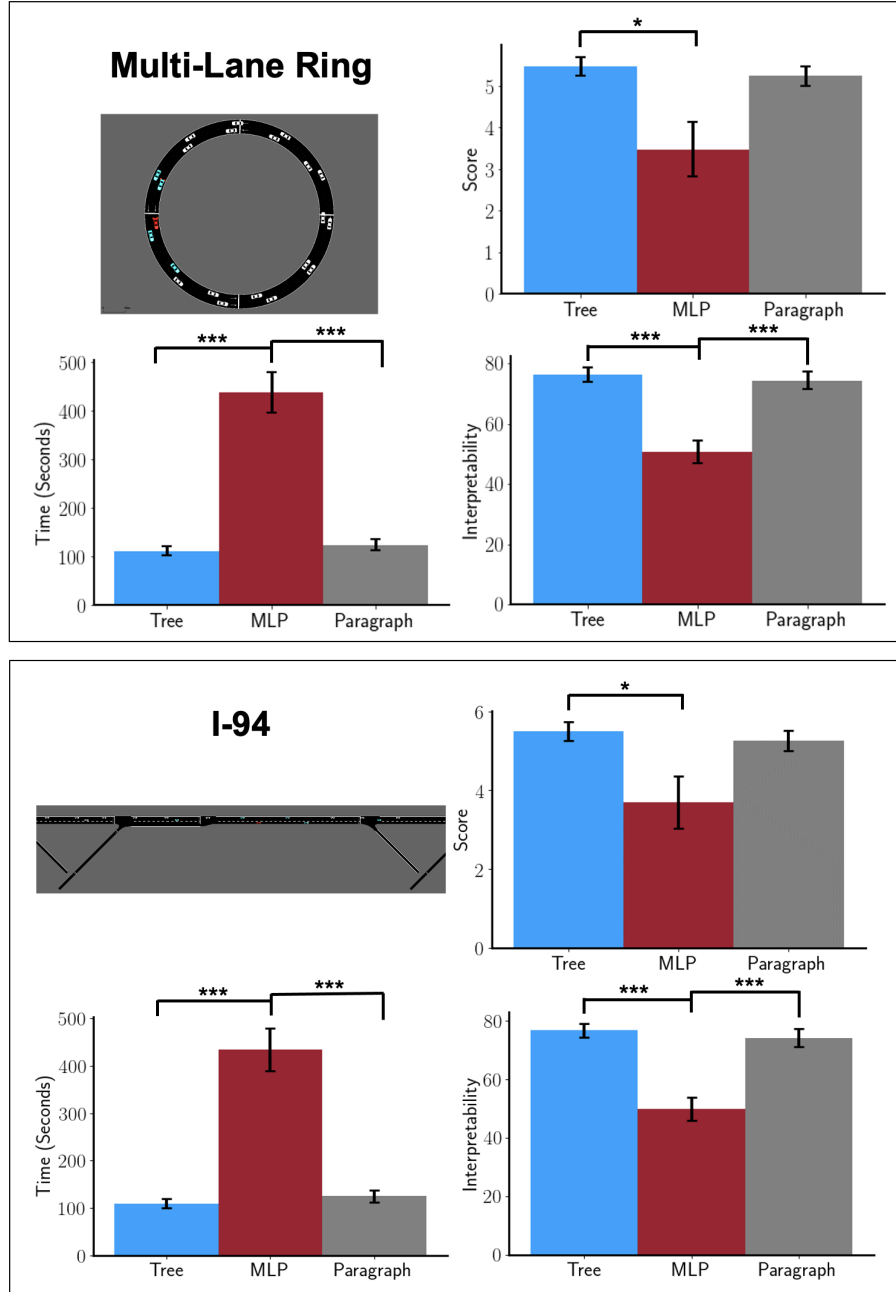 Multi-Lane Ring
*
Score
5
4
3
2
1
0
Tree MLP Paragraph
*** ***
Time (Seconds)
500
400
300
200
100
0
Tree MLP Paragraph
*** ***
Interpretability
80
60
40
20
0
Tree MLP Paragraph
I-94
*
Score
6
4
2
0
Tree MLP Paragraph
*** ***
Time (Seconds)
500
400
300
200
100
0
Tree MLP Paragraph
*** ***
Interpretability
80
60
40
20
0
Tree MLP Paragraph